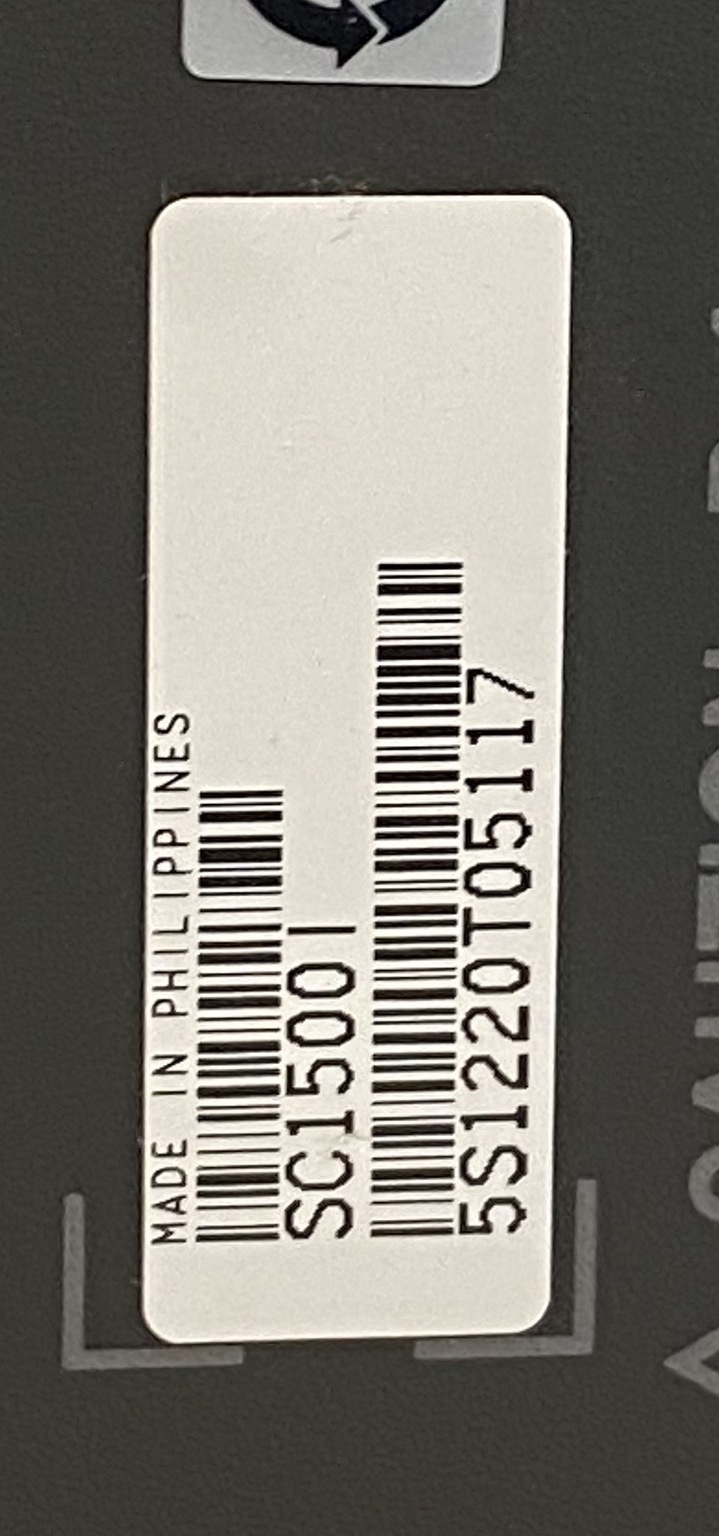 MADE IN PHILIPPINES
SC1500I
5S1220T05117